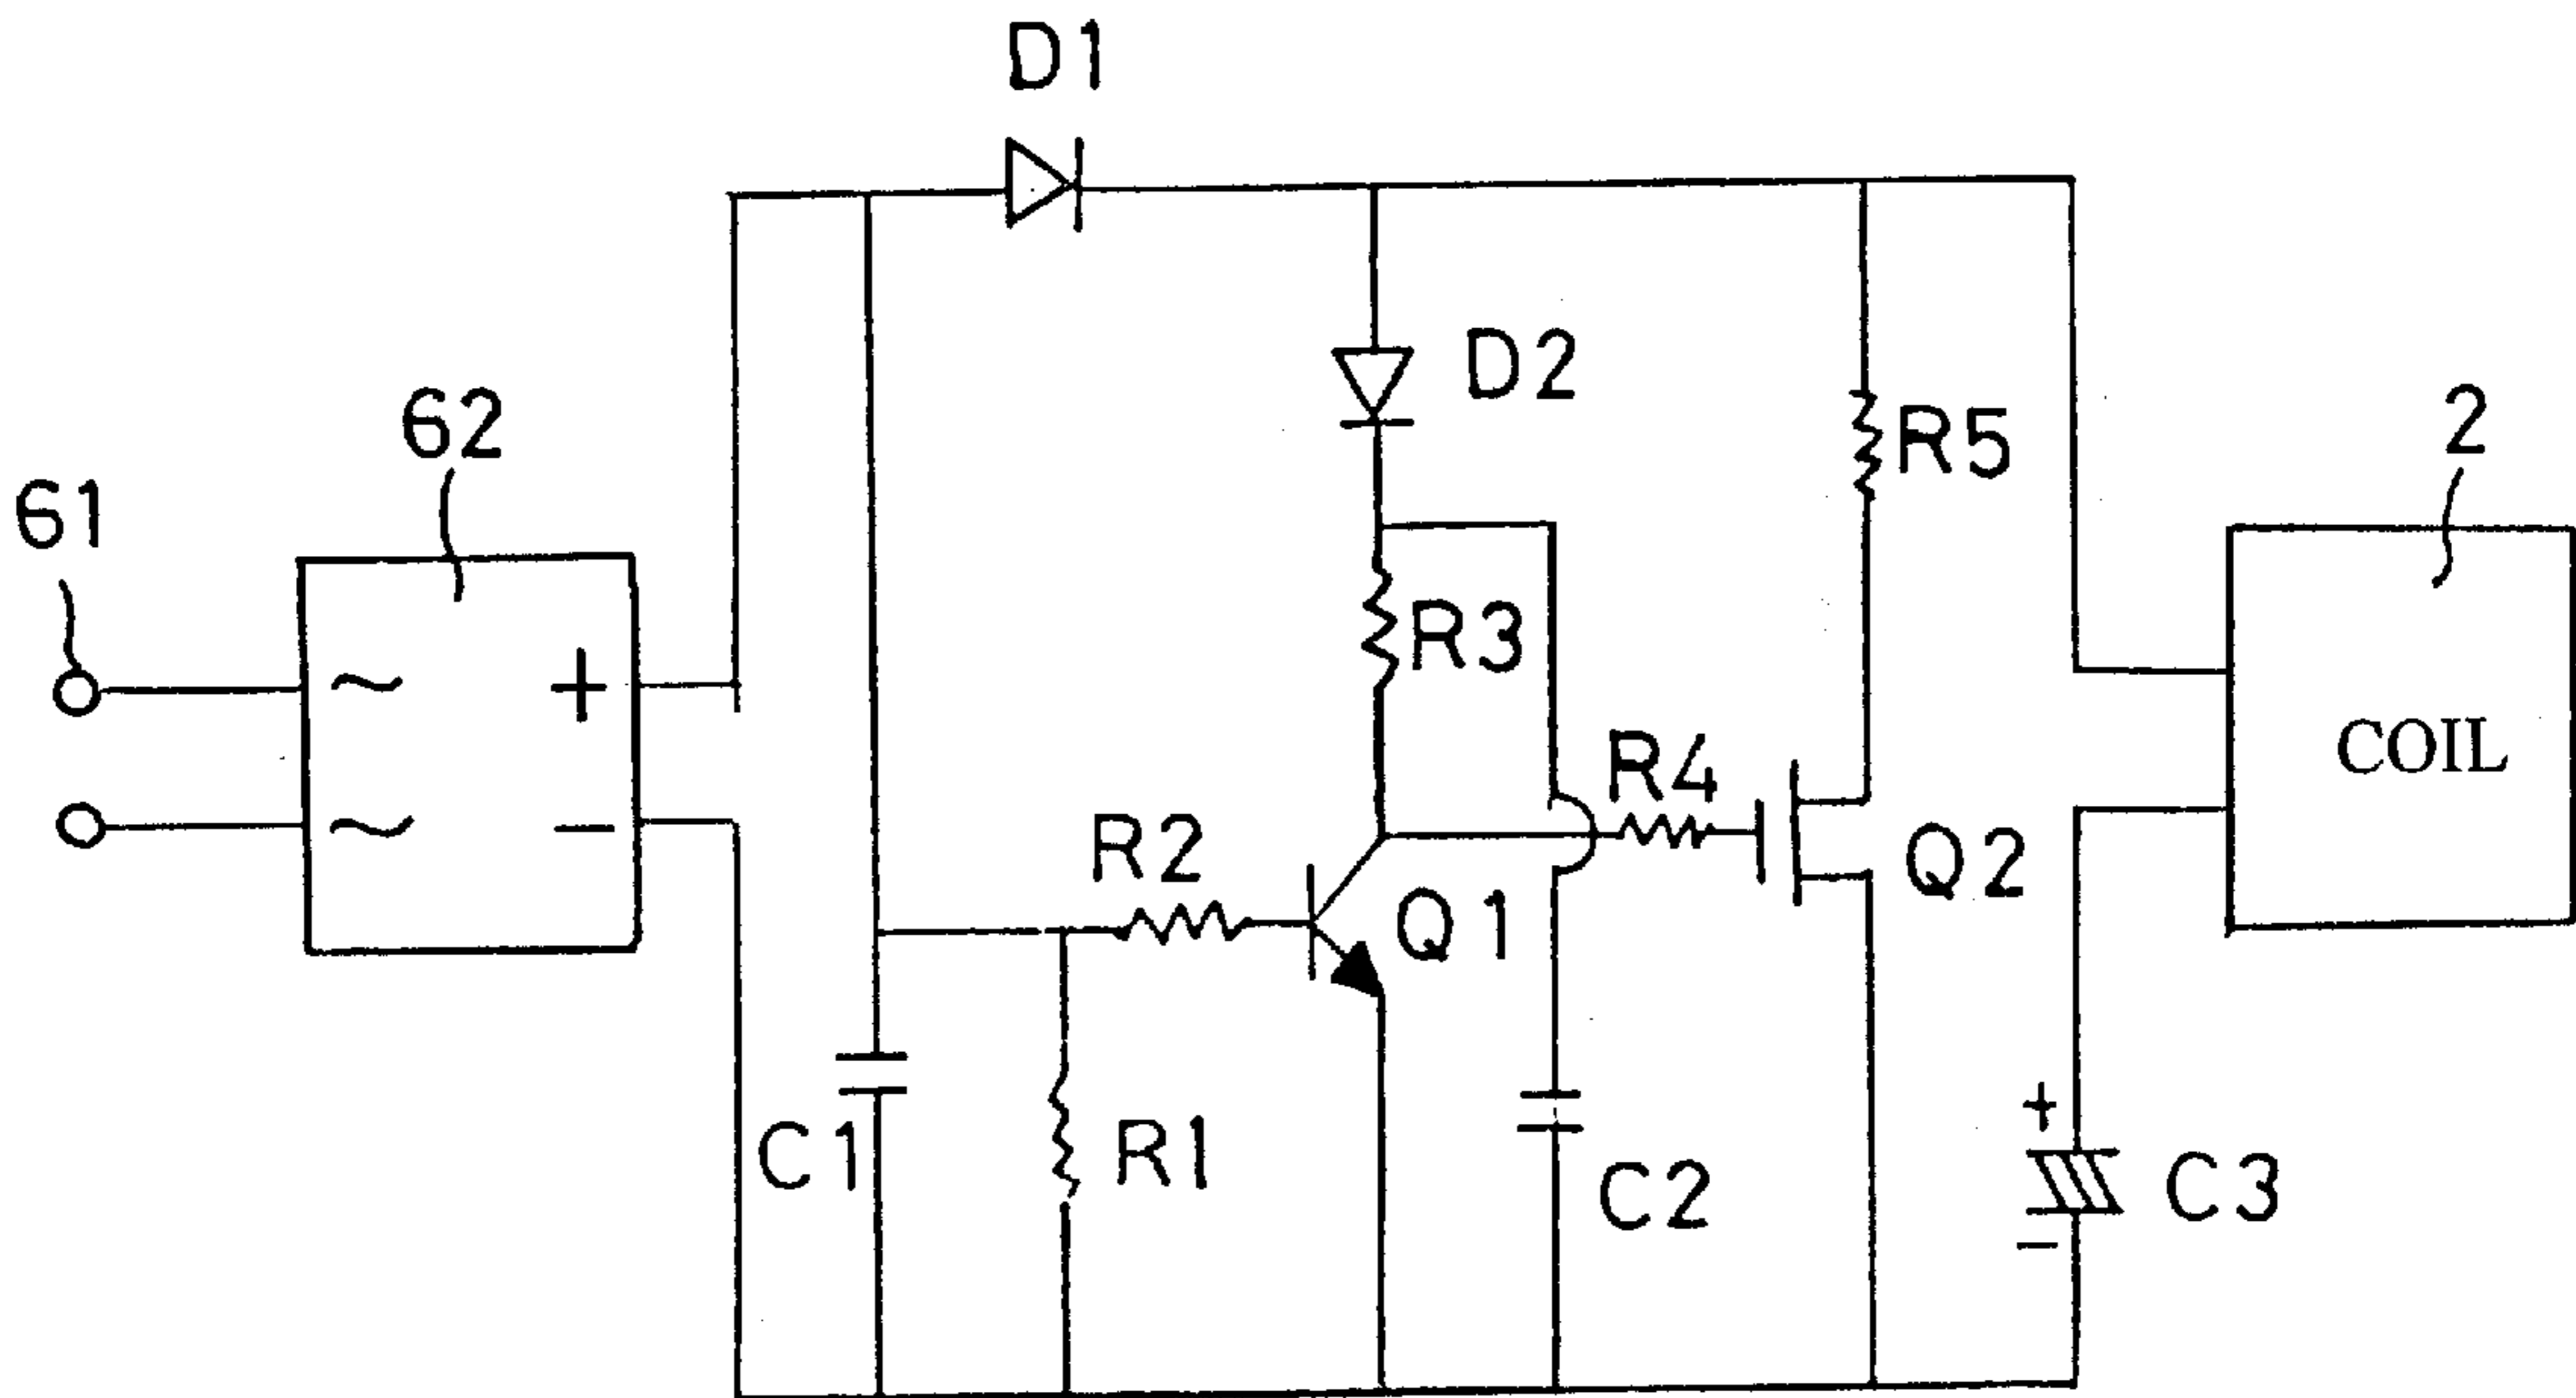 D1
D2
62
R5
2
61
R3
~ +
COIL
R4
R2
~ −
Q1
Q2
+
C1
R1
C2
C3
−